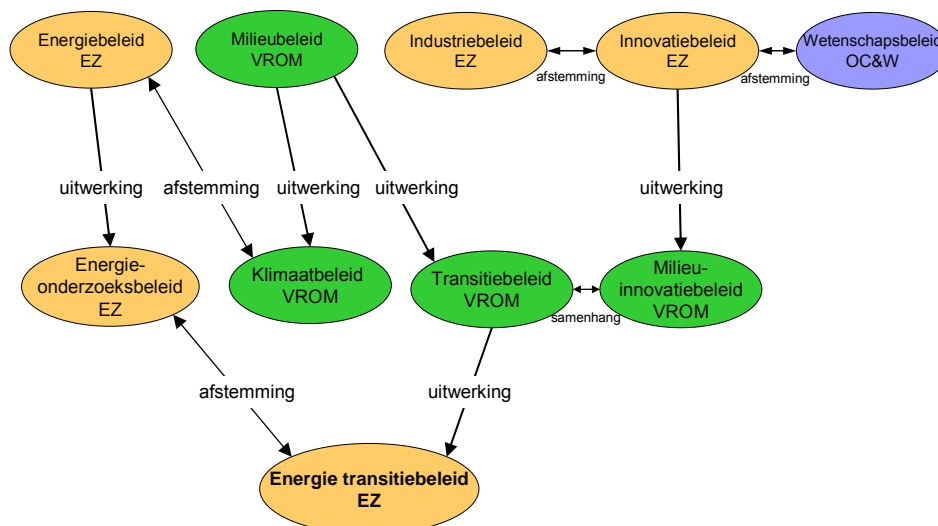 Energiebeleid
EZ
Milieubeleid
VROM
Industriebeleid
EZ
afstemming
Innovatiebeleid
EZ
afstemming
Wetenschapsbeleid
OC&W
uitwerking
afstemming
uitwerking
uitwerking
uitwerking
Energie-
onderzoeksbeleid
EZ
Klimaatbeleid
VROM
Transitiebeleid
VROM
samenhang
Milieu-
innovatiebeleid
VROM
afstemming
uitwerking
Energie transitiebeleid
EZ